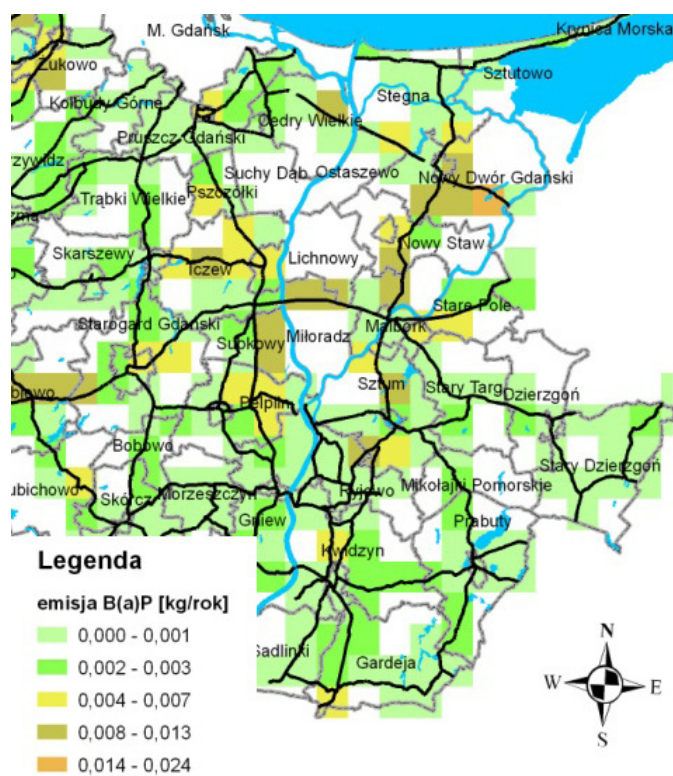 M. Gdańsk
Krynica Morska
Żukowo
Sztutowo
Stegna
Kolbudy Górne
Cedry Wielkie
Pruszcz Gdański
rzywidz
Suchy Dąb
Ostaszewo
Nowy Dwór Gdański
Trąbki Wielkie
Pszczółki
zma
Nowy Staw
Skarszewy
Tczew
Lichnowy
Stare Pole
Starogard Gdański
Subkowy
Miłoradz
Malbork
Sztum
Stary Targ
Dzierzgoń
Pelplin
Bobowo
Stary Dzierzgoń
ubichowo
Skórcz
Morzeszczyn
Ryjewo
Mikołajki Pomorskie
Gniew
Prabuty
Kwidzyn
Sadlinki
Gardeja
Legenda
emisja B(a)P [kg/rok]
0,000 - 0,001
0,002 - 0,003
0,004 - 0,007
0,008 - 0,013
0,014 - 0,024
N
W
E
S